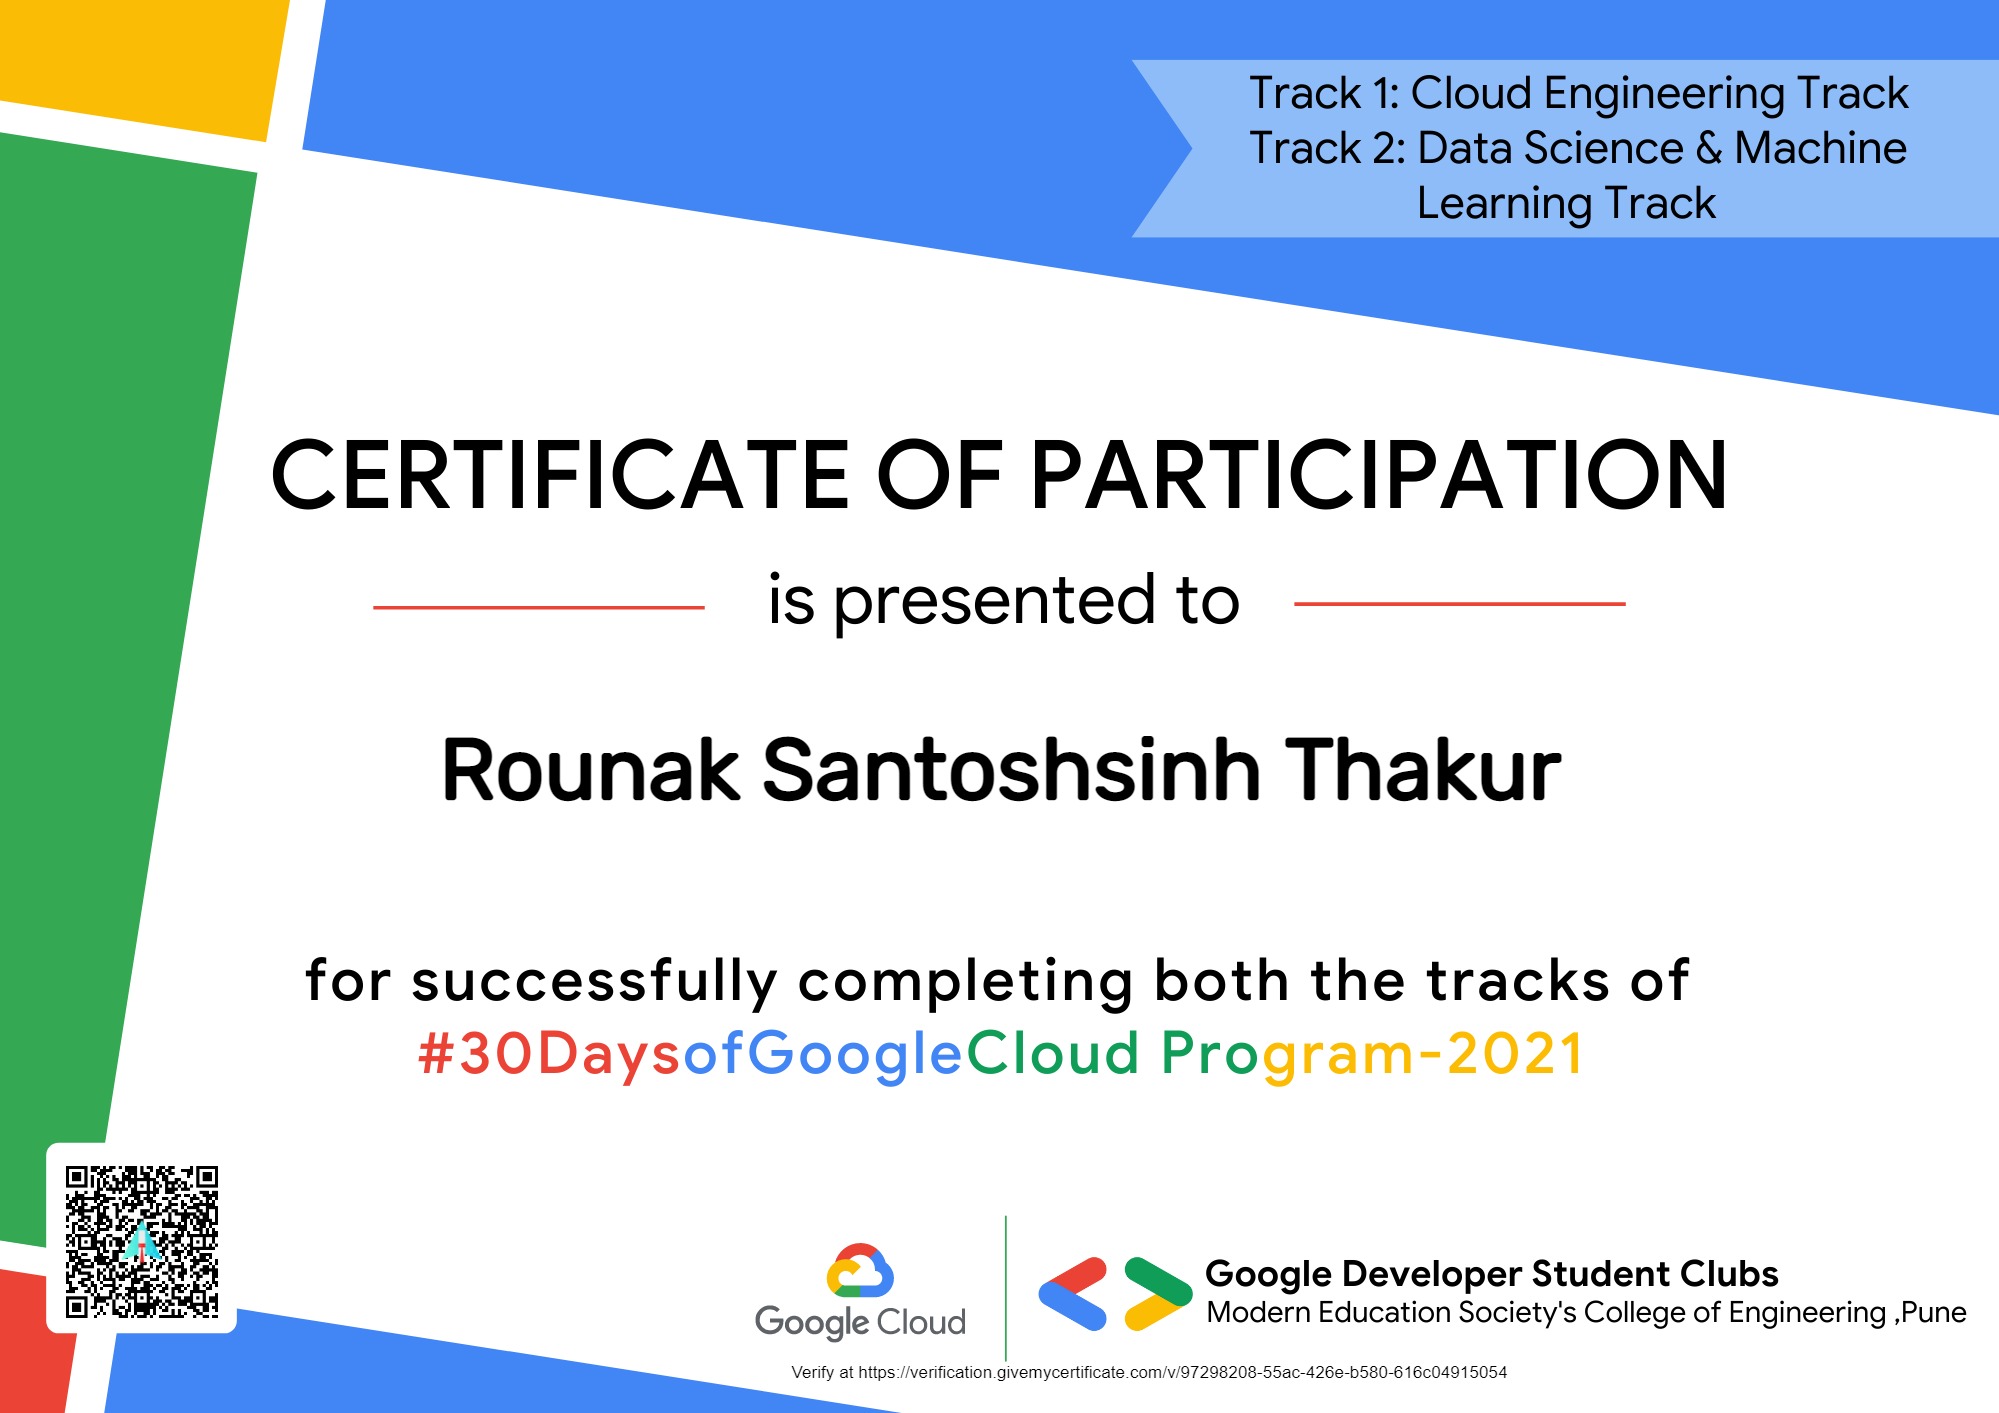 Track 1: Cloud Engineering Track
Track 2: Data Science & Machine
Learning Track
CERTIFICATE OF PARTICIPATION
is presented to
Rounak Santoshsinh Thakur
for successfully completing both the tracks of
#30DaysofGoogleCloud Program-2021
Google Cloud
Google Developer Student Clubs
Modern Education Society's College of Engineering ,Pune
Verify at https://verification.givemycertificate.com/v/97298208-55ac-426e-b580-616c04915054